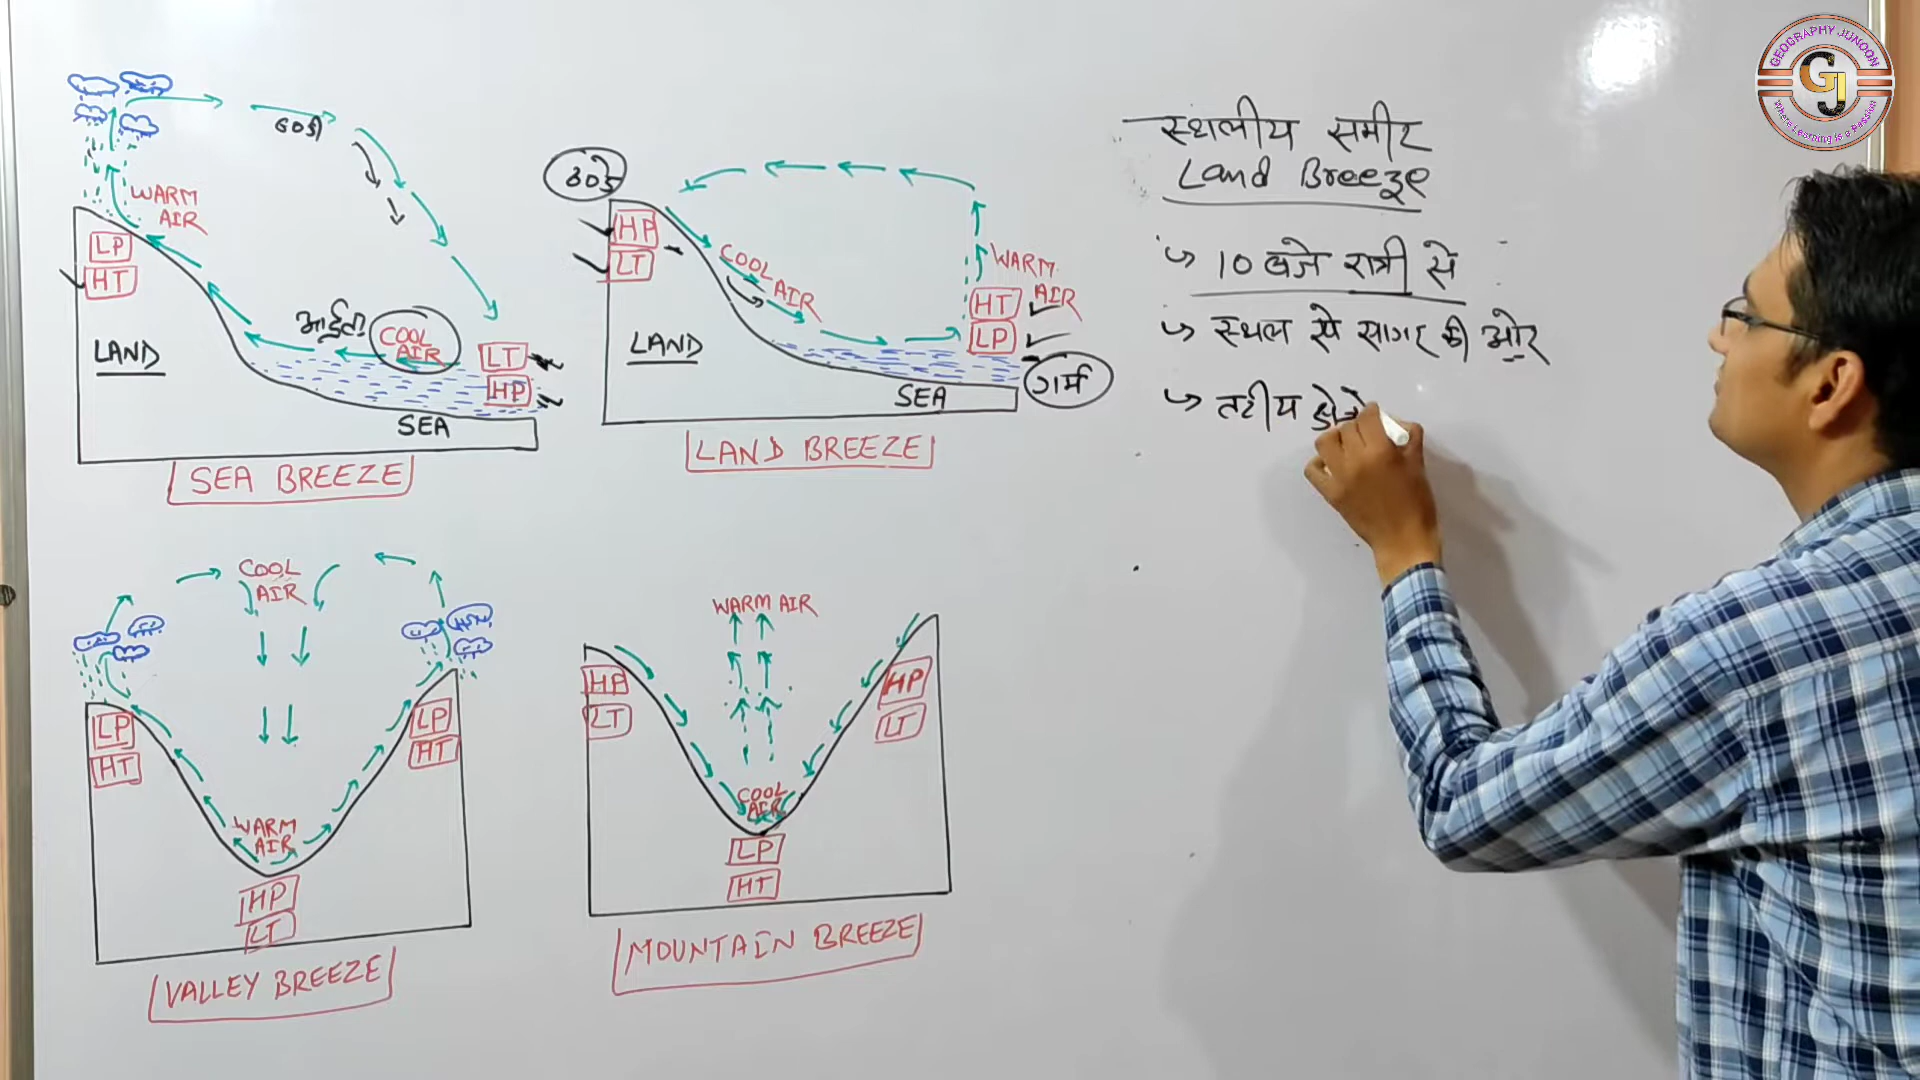 GEOGRAPHY JUNOON
GJ
Where Learning is a Passion
ठण्डी
WARM
AIR
LP
HT
LAND
आर्द्रता
COOL
AIR
LT
HP
SEA
SEA BREEZE
ठंडी
HP
LT
COOL
AIR
WARM
AIR
HT
LP
LAND
गर्म
SEA
LAND BREEZE
स्थलीय समीर
Land Breeze
10 बजे रात्री से
स्थल से सागर की ओर
तटीय क्षेत्रो
COOL
AIR
LP
HT
LP
HT
WARM
AIR
HP
LT
VALLEY BREEZE
WARM AIR
HP
LT
HP
LT
COOL
AIR
LP
HT
MOUNTAIN BREEZE